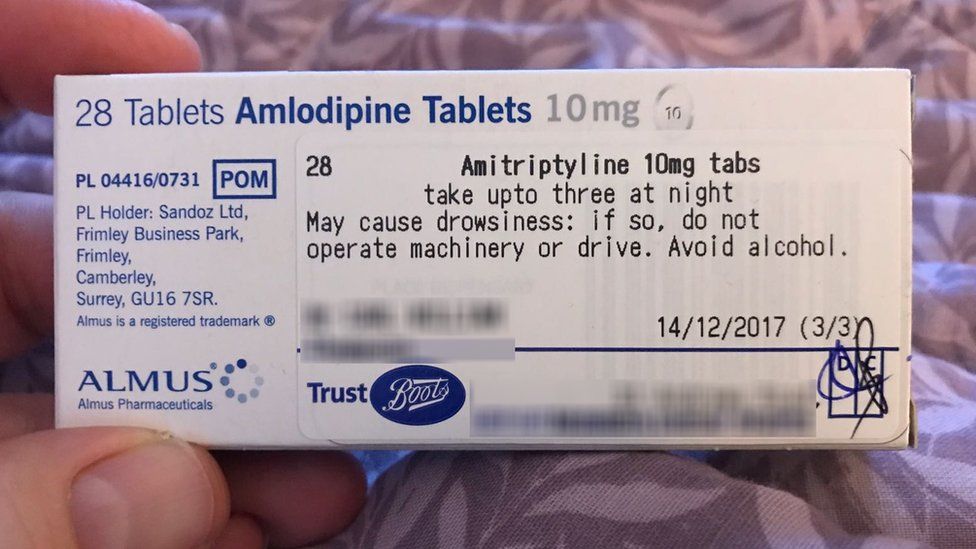 28 Tablets Amlodipine Tablets 10mg 10
PL 04416/0731 POM
PL Holder: Sandoz Ltd,
Frimley Business Park,
Frimley,
Camberley,
Surrey, GU16 7SR.
Almus is a registered trademark ®
ALMUS
Almus Pharmaceuticals
28 Amitriptyline 10mg tabs
take upto three at night
May cause drowsiness: if so, do not
operate machinery or drive. Avoid alcohol.
14/12/2017 (3/3)
Trust Boots
D C